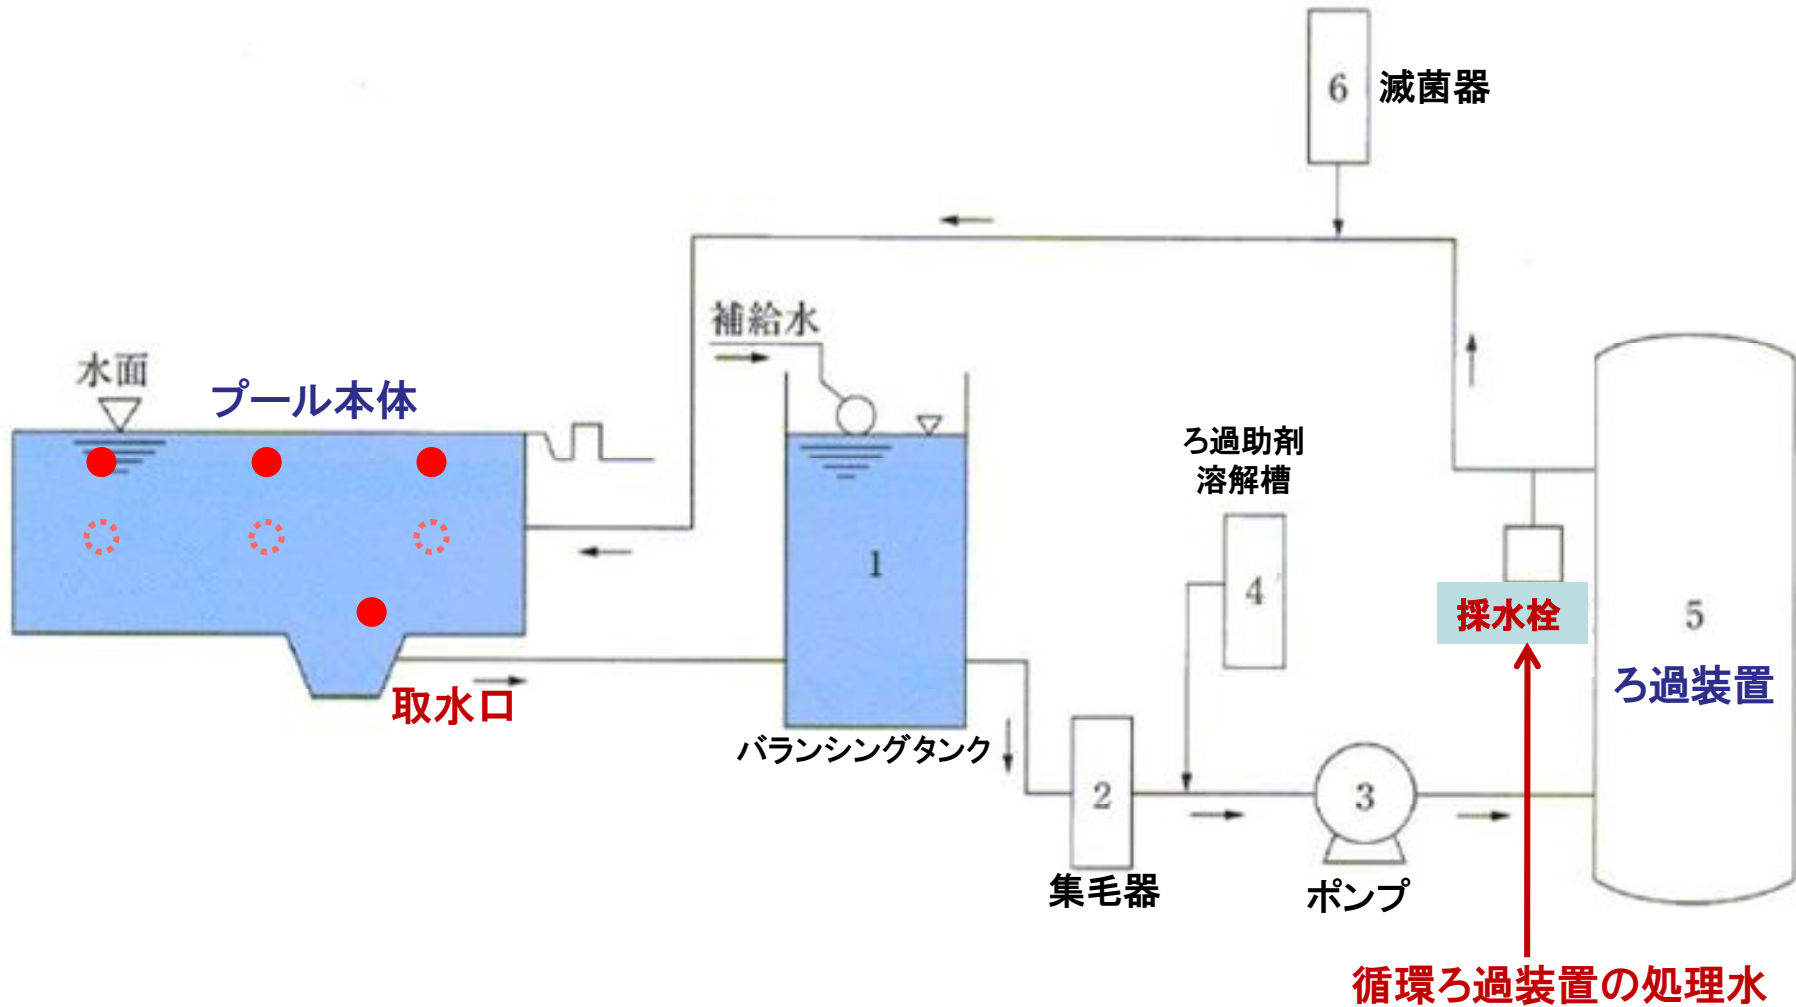 6
滅菌器
補給水
水面
プール本体
ろ過助剤
溶解槽
1
4
採水栓
5
ろ過装置
取水口
バランシングタンク
2
3
集毛器
ポンプ
循環ろ過装置の処理水